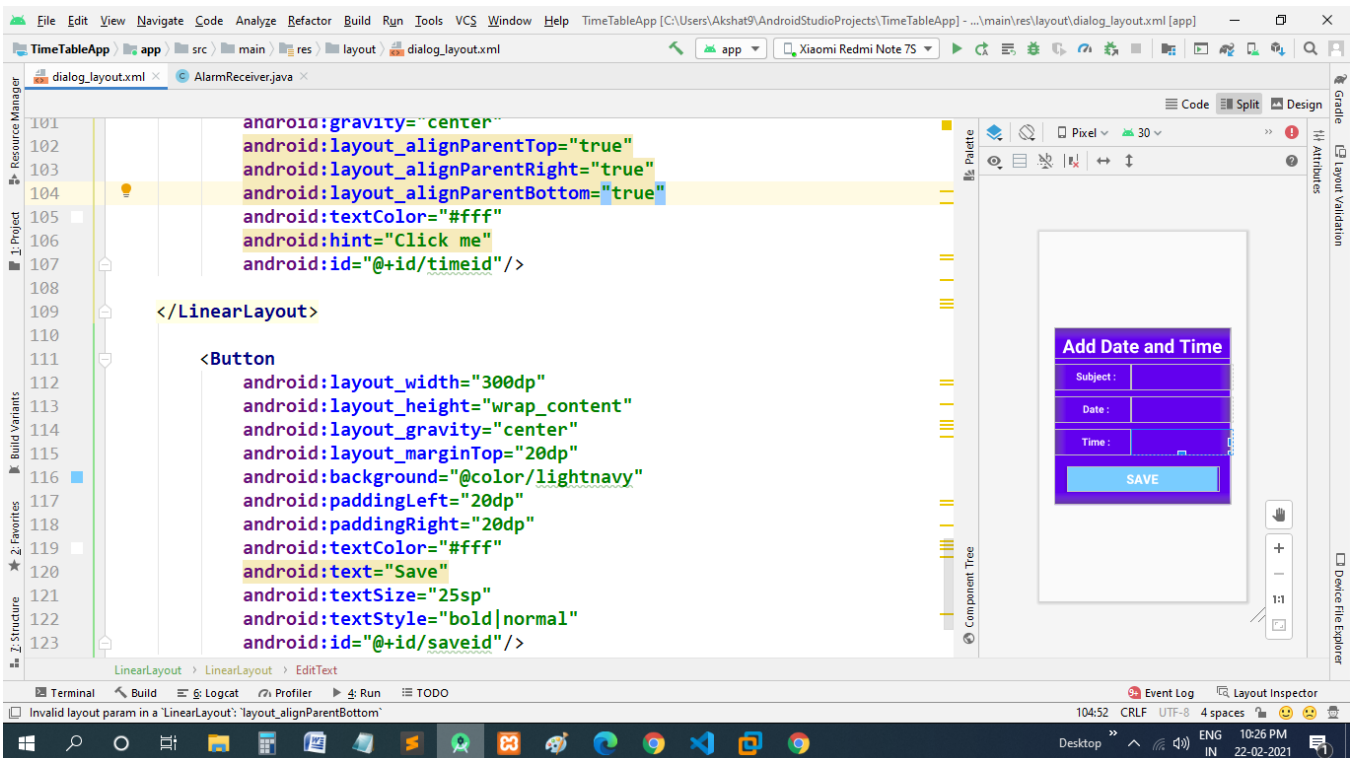 File Edit View Navigate Code Analyze Refactor Build Run Tools VCS Window Help TimeTableApp [C:\Users\Akshat9\AndroidStudioProjects\TimeTableApp] - ...\main\res\layout\dialog_layout.xml [app]
TimeTableApp app src main res layout dialog_layout.xml app Xiaomi Redmi Note 7S
dialog_layout.xml AlarmReceiver.java
Code Split Design
Resource Manager
1: Project
Build Variants
2: Favorites
7: Structure
101 android:gravity="center"
102 android:layout_alignParentTop="true"
103 android:layout_alignParentRight="true"
104 android:layout_alignParentBottom="true"
105 android:textColor="#fff"
106 android:hint="Click me"
107 android:id="@+id/timeid"/>
108
109 </LinearLayout>
110
111 <Button
112 android:layout_width="300dp"
113 android:layout_height="wrap_content"
114 android:layout_gravity="center"
115 android:layout_marginTop="20dp"
116 android:background="@color/lightnavy"
117 android:paddingLeft="20dp"
118 android:paddingRight="20dp"
119 android:textColor="#fff"
120 android:text="Save"
121 android:textSize="25sp"
122 android:textStyle="bold|normal"
123 android:id="@+id/saveid"/>
LinearLayout LinearLayout EditText
Palette
Component Tree
Pixel 30
Add Date and Time
Subject :
Date :
Time :
SAVE
1:1
Attributes
Gradle
Layout Validation
Device File Explorer
Terminal Build 6: Logcat Profiler 4: Run TODO 9+ Event Log Layout Inspector
Invalid layout param in a `LinearLayout`: `layout_alignParentBottom` 104:52 CRLF UTF-8 4 spaces
Desktop ENG 10:26 PM
IN 22-02-2021 1